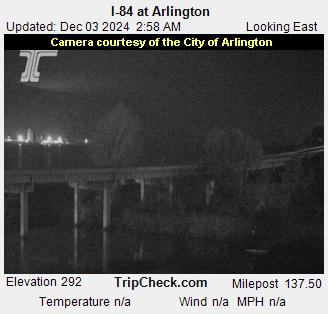 I-84 at Arlington
Updated: Dec 03 2024 2:58 AM Looking East
Camera courtesy of the City of Arlington
Elevation 292 TripCheck.com Milepost 137.50
Temperature n/a Wind n/a MPH n/a